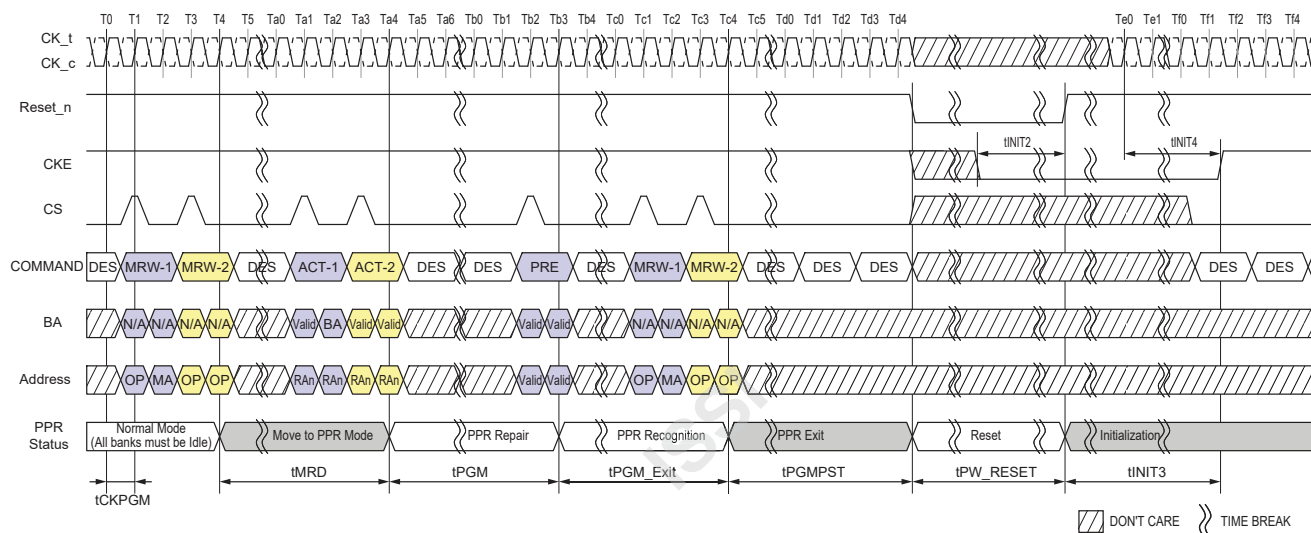 T0 T1 T2 T3 T4 T5 Ta0 Ta1 Ta2 Ta3 Ta4 Ta5 Ta6 Tb0 Tb1 Tb2 Tb3 Tb4 Tc0 Tc1 Tc2 Tc3 Tc4 Tc5 Td0 Td1 Td2 Td3 Td4 Te0 Te1 Tf0 Tf1 Tf2 Tf3 Tf4
CK_t
CK_c
Reset_n
tINIT2 tINIT4
CKE
CS
COMMAND DES MRW-1 MRW-2 DES ACT-1 ACT-2 DES DES PRE DES MRW-1 MRW-2 DES DES DES DES DES
BA N/A N/A N/A N/A Valid BA Valid Valid Valid Valid N/A N/A N/A N/A
Address OP MA OP OP RAn RAn RAn RAn Valid Valid OP MA OP OP
PPR Status Normal Mode (All banks must be Idle) Move to PPR Mode PPR Repair PPR Recognition PPR Exit Reset Initialization
tMRD tPGM tPGM_Exit tPGMPST tPW_RESET tINIT3
tCKPGM
ISSI
DON'T CARE TIME BREAK